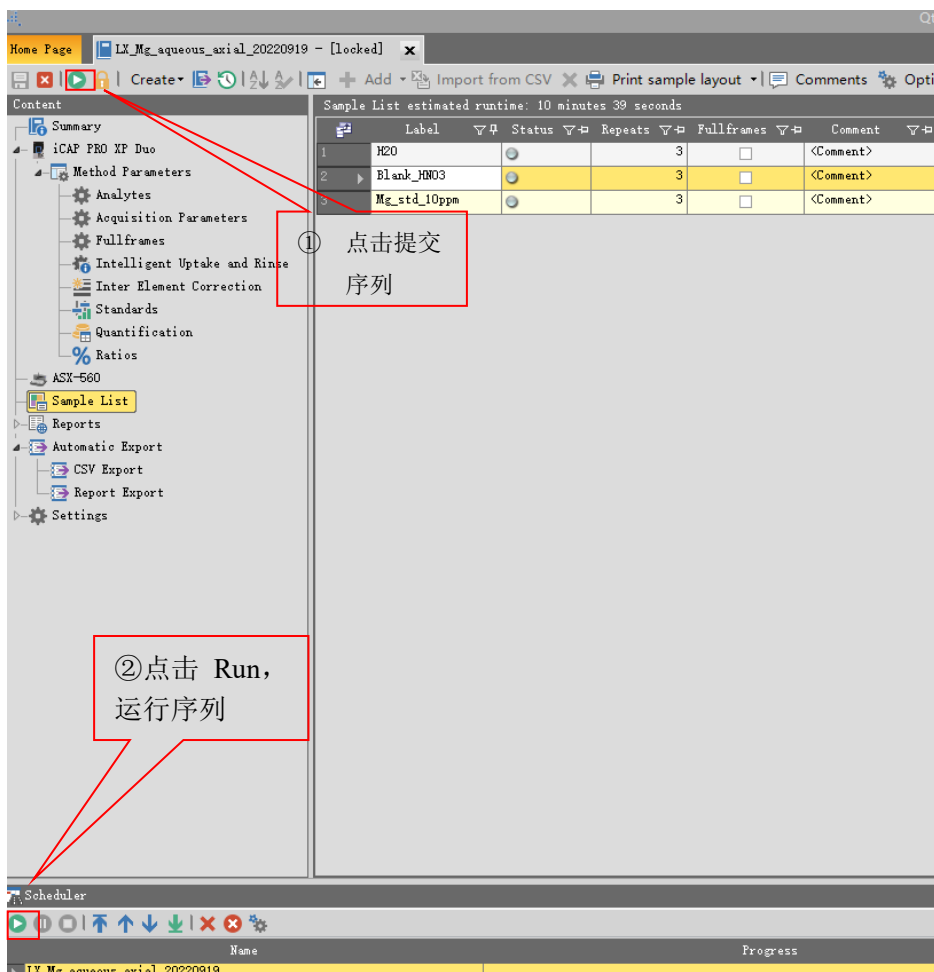 Qt
Home Page LX_Mg_aqueous_axial_20220919 - [locked]
Create Add Import from CSV Print sample layout Comments Opti
Content
Sample List estimated runtime: 10 minutes 39 seconds
Label Status Repeats Fullframes Comment
1 H2O 3 <Comment>
2 Blank_HNO3 3 <Comment>
3 Mg_std_10ppm 3 <Comment>
Summary
iCAP PRO XP Duo
Method Parameters
Analytes
Acquisition Parameters
Fullframes
Intelligent Uptake and Rinse
Inter Element Correction
Standards
Quantification
Ratios
ASX-560
Sample List
Reports
Automatic Export
CSV Export
Report Export
Settings
① 点击提交
序列
②点击 Run，
运行序列
Scheduler
Name Progress
LX_Mg_aqueous_axial_20220919